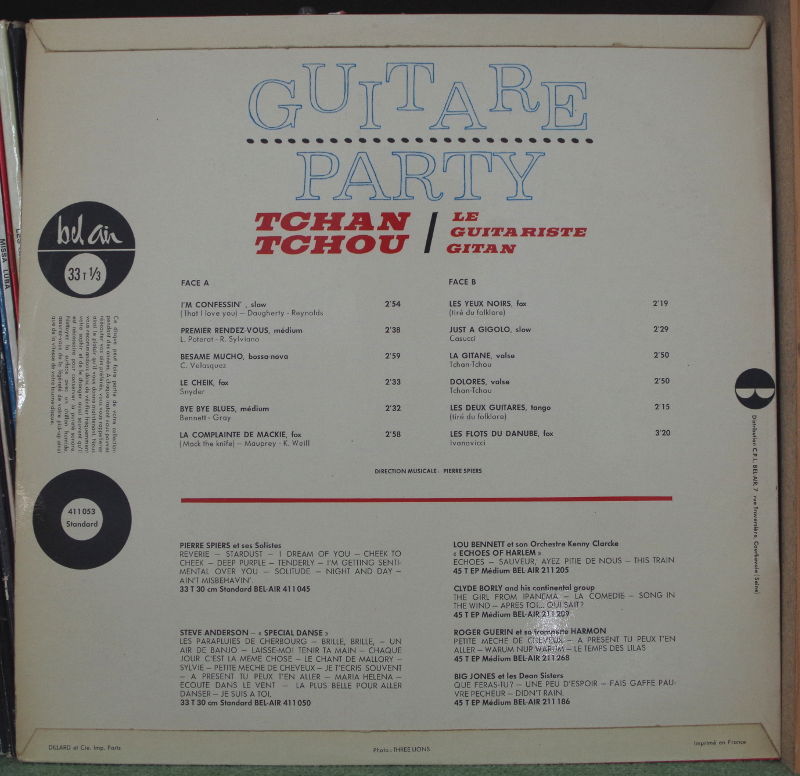 GUITARE
PARTY
TCHAN
TCHOU
/
LE
GUITARISTE
GITAN
bel air
33 T 1/3
FACE A
I'M CONFESSIN' , slow 2'54
(That I love you) – Daugherty - Reynolds
PREMIER RENDEZ-VOUS, médium 2'38
L. Poterat - R. Sylviano
BESAME MUCHO, bossa-nova 2'59
C. Velasquez
LE CHEIK, fox 2'33
Snyder
BYE BYE BLUES, médium 2'32
Bennett - Gray
LA COMPLAINTE DE MACKIE, fox 2'58
(Mack the knife) – Mauprey - K. Weill
FACE B
LES YEUX NOIRS, fox 2'19
(tiré du folklore)
JUST A GIGOLO, slow 2'29
Casucci
LA GITANE, valse 2'50
Tchan-Tchou
DOLORES, valse 2'50
Tchan-Tchou
LES DEUX GUITARES, tango 2'15
(tiré du folklore)
LES FLOTS DU DANUBE, fox 3'20
Ivanovici
DIRECTION MUSICALE : PIERRE SPIERS
411 053
Standard
PIERRE SPIERS et ses Solistes
REVERIE – STARDUST – I DREAM OF YOU – CHEEK TO
CHEEK – DEEP PURPLE – TENDERLY – I'M GETTING SENTI-
MENTAL OVER YOU – SOLITUDE – NIGHT AND DAY –
AIN'T MISBEHAVIN'.
33 T 30 cm Standard BEL-AIR 411 045
STEVE ANDERSON – « SPECIAL DANSE »
LES PARAPLUIES DE CHERBOURG – BRILLE, BRILLE, – UN
AIR DE BANJO – LAISSE-MOI TENIR TA MAIN – CHAQUE
JOUR C'EST LA MEME CHOSE – LE CHANT DE MALLORY –
SYLVIE – PETITE MECHE DE CHEVEUX – JE T'ECRIS SOUVENT
– A PRESENT TU PEUX T'EN ALLER – MARIA HELENA –
ECOUTE DANS LE VENT – LA PLUS BELLE POUR ALLER
DANSER – JE SUIS A TOI.
33 T 30 cm Standard BEL-AIR 411 050
LOU BENNETT et son Orchestre Kenny Clarcke
« ECHOES OF HARLEM »
ECHOES – SAUVEUR, AYEZ PITIE DE NOUS – THIS TRAIN
45 T EP Médium BEL-AIR 211 205
CLYDE BORLY and his continental group
THE GIRL FROM IPANEMA – LA COMEDIE – SONG IN
THE WIND – APRES TOI... QUI SAIT ?
45 T EP Médium BEL-AIR 211 209
ROGER GUERIN et sa trompette HARMON
PETITE MECHE DE CHEVEUX – A PRESENT TU PEUX T'EN
ALLER – WARUM NUR WARUM – LE TEMPS DES LILAS
45 T EP Médium BEL-AIR 211 268
BIG JONES et les Dean Sisters
QUE FERAS-TU ? – UNE PEU D'ESPOIR – FAIS GAFFE PAU-
VRE PECHEUR – DIDN'T RAIN.
45 T EP Médium BEL-AIR 211 186
B
Distribution C.P.I. BEL AIR 7 rue Traversière, Courbevoie (Seine)
DILLARD et Cie. Imp. Paris
Photo : THREE LIONS
Imprimé en France
MISSA LUBA